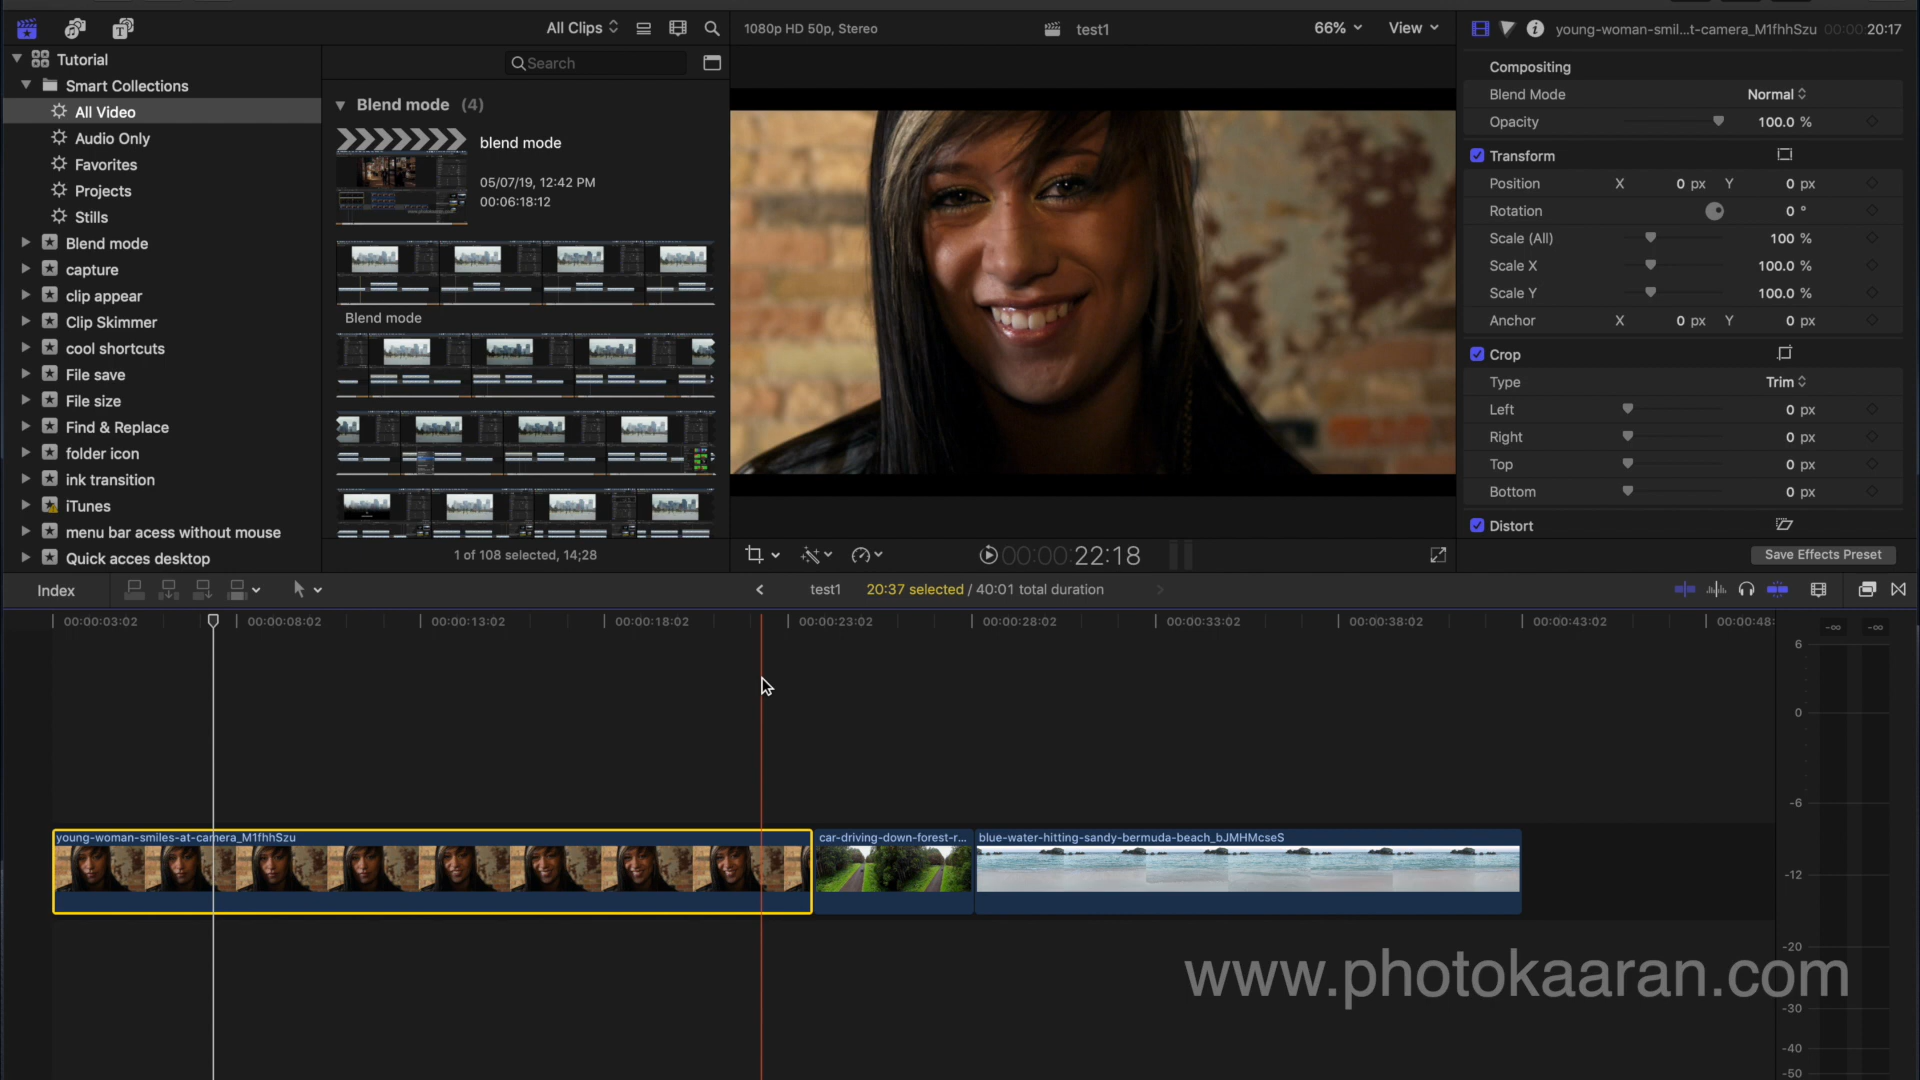 All Clips
1080p HD 50p, Stereo
test1
66%
View
young-woman-smil...t-camera_M1fhhSzu
00:00:20:17
Tutorial
Smart Collections
All Video
Audio Only
Favorites
Projects
Stills
Blend mode
capture
clip appear
Clip Skimmer
cool shortcuts
File save
File size
Find & Replace
folder icon
ink transition
iTunes
menu bar acess without mouse
Quick acces desktop
Search
Blend mode (4)
blend mode
05/07/19, 12:42 PM
00:06:18:12
Blend mode
1 of 108 selected, 14;28
00:00:22:18
Compositing
Blend Mode Normal
Opacity 100.0 %
Transform
Position X 0 px Y 0 px
Rotation 0 °
Scale (All) 100 %
Scale X 100.0 %
Scale Y 100.0 %
Anchor X 0 px Y 0 px
Crop
Type Trim
Left 0 px
Right 0 px
Top 0 px
Bottom 0 px
Distort
Save Effects Preset
Index
test1
20:37 selected / 40:01 total duration
00:00:03:02
00:00:08:02
00:00:13:02
00:00:18:02
00:00:23:02
00:00:28:02
00:00:33:02
00:00:38:02
00:00:43:02
00:00:48:
-∞ -∞
6
0
-6
-12
-20
-30
-40
-50
young-woman-smiles-at-camera_M1fhhSzu
car-driving-down-forest-r...
blue-water-hitting-sandy-bermuda-beach_bJMHMcseS
www.photokaaran.com